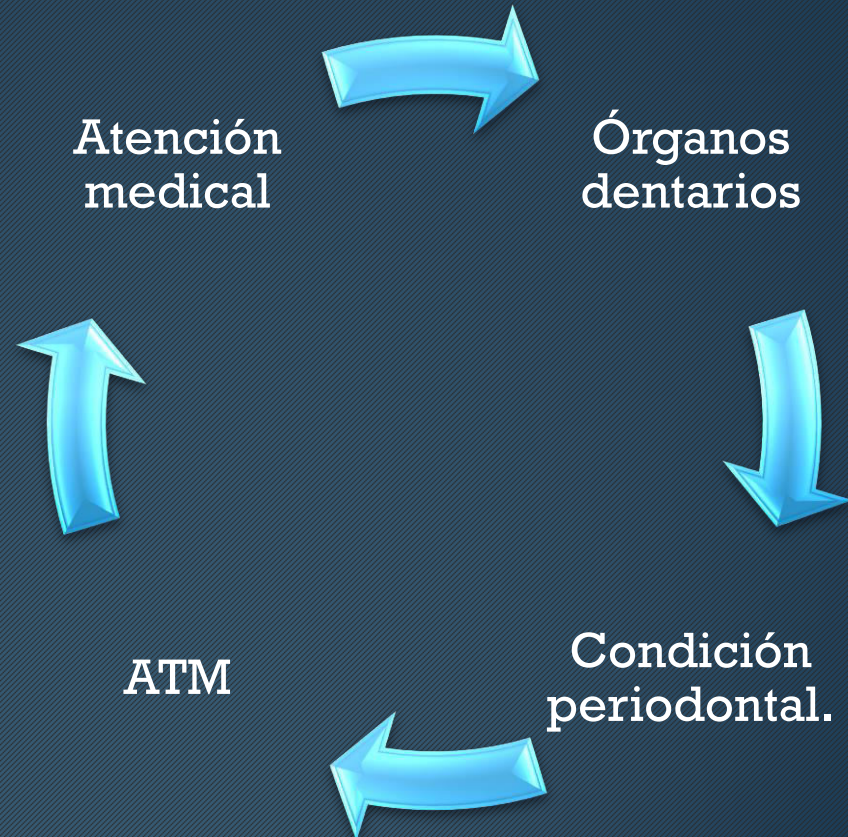 Atención
medical
Órganos
dentarios
Condición
periodontal.
ATM